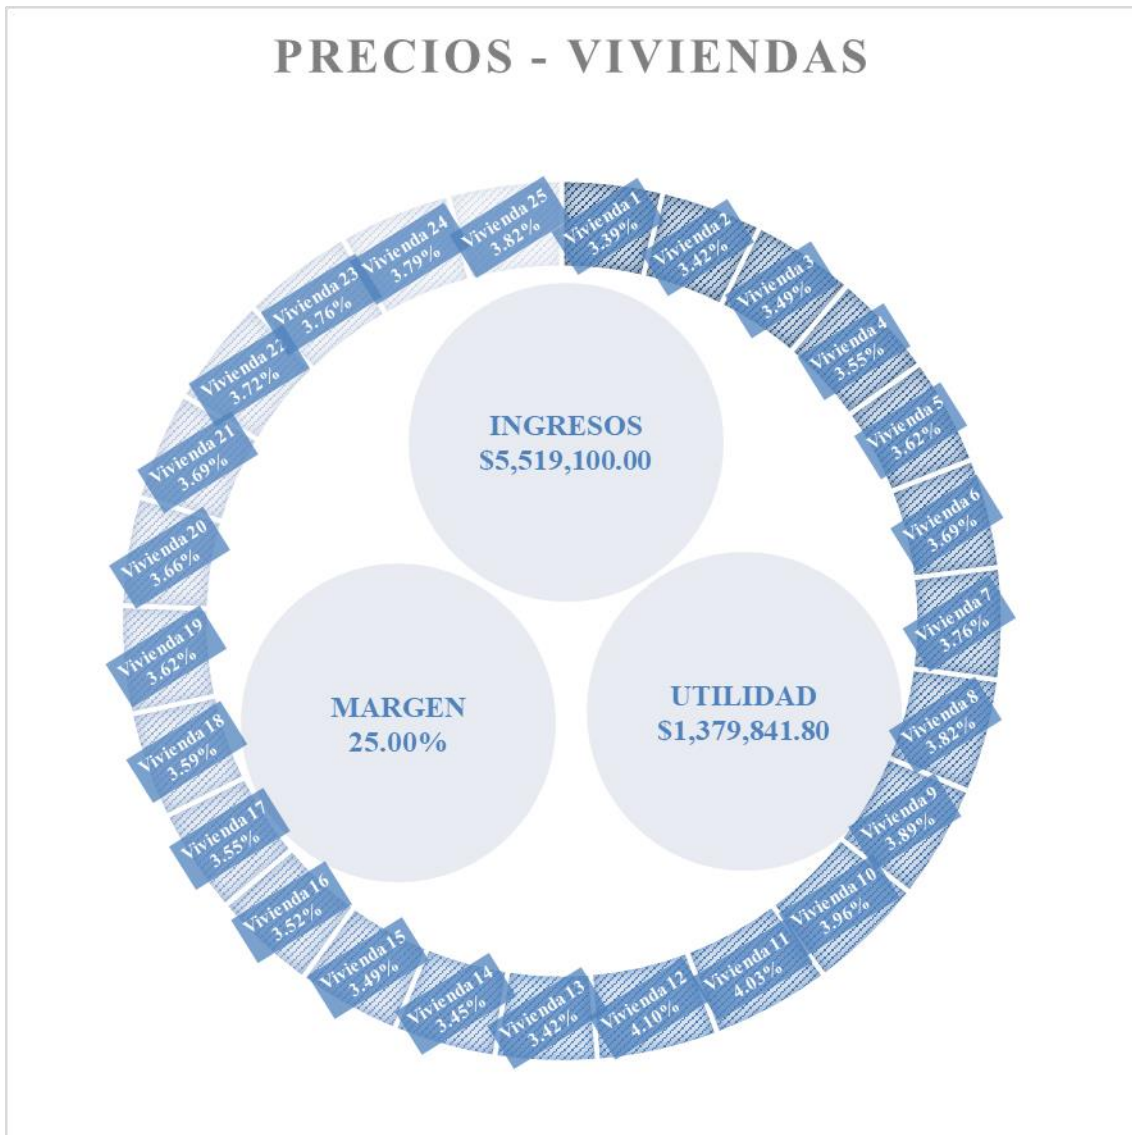 PRECIOS - VIVIENDAS
Vivienda 1
3.39%
Vivienda 2
3.42%
Vivienda 3
3.49%
Vivienda 4
3.55%
Vivienda 5
3.62%
Vivienda 6
3.69%
Vivienda 7
3.76%
Vivienda 8
3.82%
Vivienda 9
3.89%
Vivienda 10
3.96%
Vivienda 11
4.03%
Vivienda 12
4.10%
Vivienda 13
3.42%
Vivienda 14
3.45%
Vivienda 15
3.49%
Vivienda 16
3.52%
Vivienda 17
3.55%
Vivienda 18
3.59%
Vivienda 19
3.62%
Vivienda 20
3.66%
Vivienda 21
3.69%
Vivienda 22
3.72%
Vivienda 23
3.76%
Vivienda 24
3.79%
Vivienda 25
3.82%
INGRESOS
$5,519,100.00
MARGEN
25.00%
UTILIDAD
$1,379,841.80